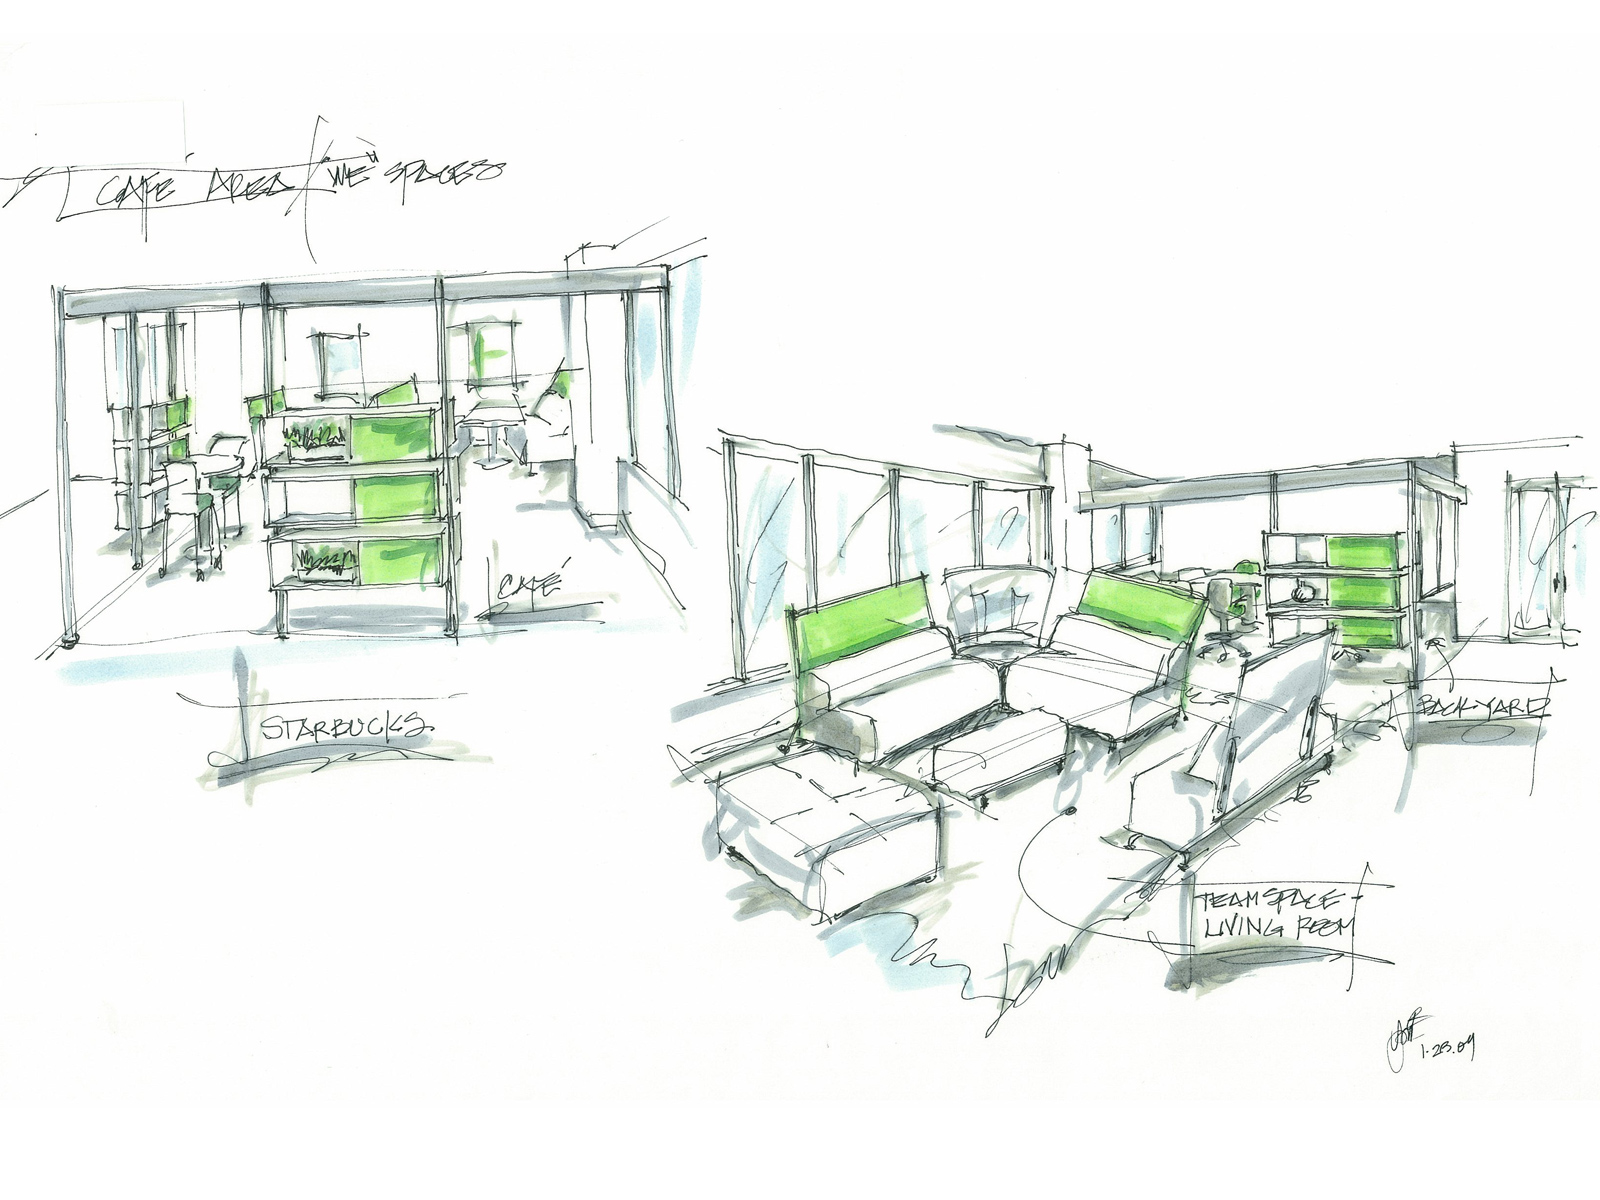 CAFE AREA / "WE" SPACES
CAFÉ
STARBUCKS
BACK-YARD
TEAM SPACE -
LIVING ROOM
1.28.09